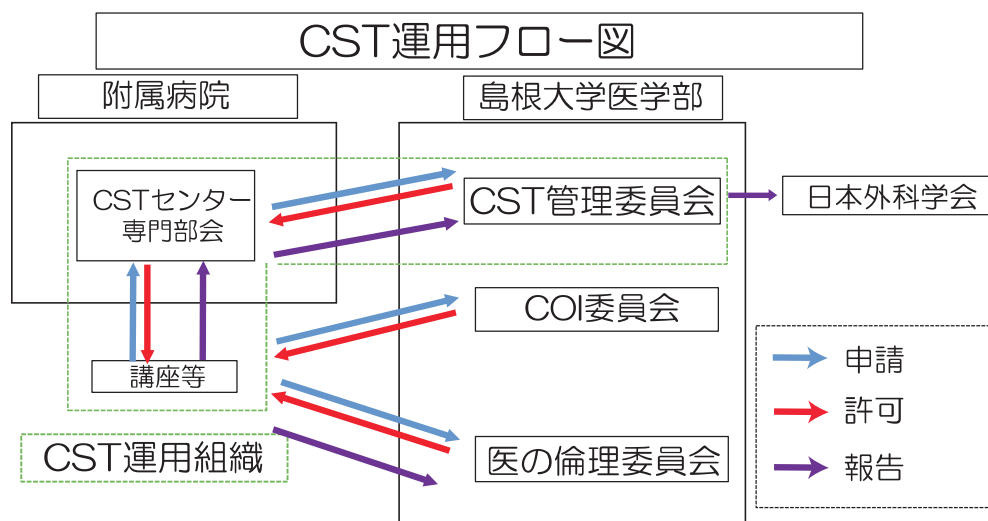 CST運用フロー図
附属病院
島根大学医学部
CSTセンター
専門部会
CST管理委員会
日本外科学会
COI委員会
講座等
医の倫理委員会
CST運用組織
申請
許可
報告